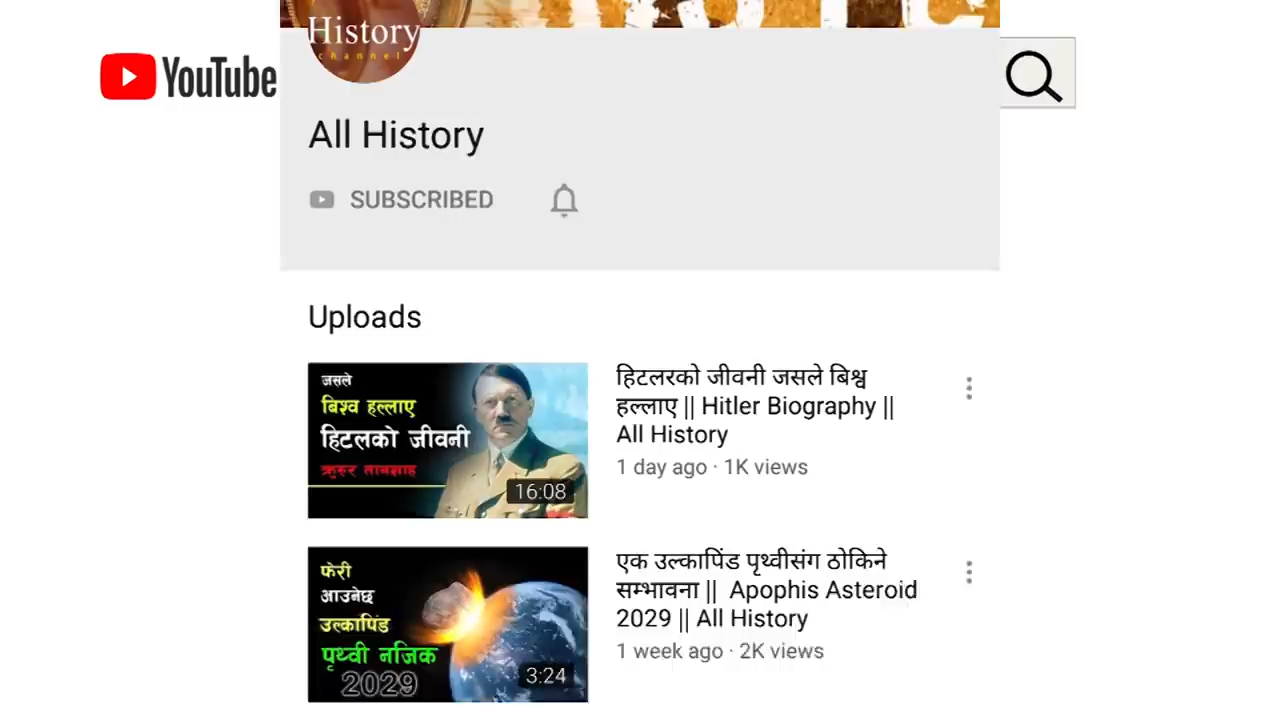 History
channel
YouTube
All History
SUBSCRIBED
Uploads
जसले
बिश्व हल्लाए
हिटलको जीवनी
क्रुरुर तानाशाह
16:08
हिटलरको जीवनी जसले बिश्व
हल्लाए || Hitler Biography ||
All History
1 day ago · 1K views
फेरी
आउनेछ
उल्कापिंड
पृथ्वी नजिक
2029
3:24
एक उल्कापिंड पृथ्वीसंग ठोकिने
सम्भावना || Apophis Asteroid
2029 || All History
1 week ago · 2K views